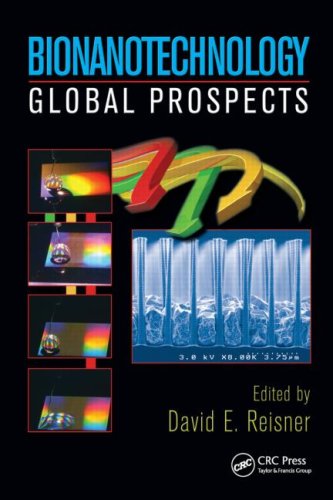 BIONANOTECHNOLOGY
GLOBAL PROSPECTS
3.0 kV X8.00K 3.75µm
Edited by
David E. Reisner
CRC
CRC Press
Taylor & Francis Group